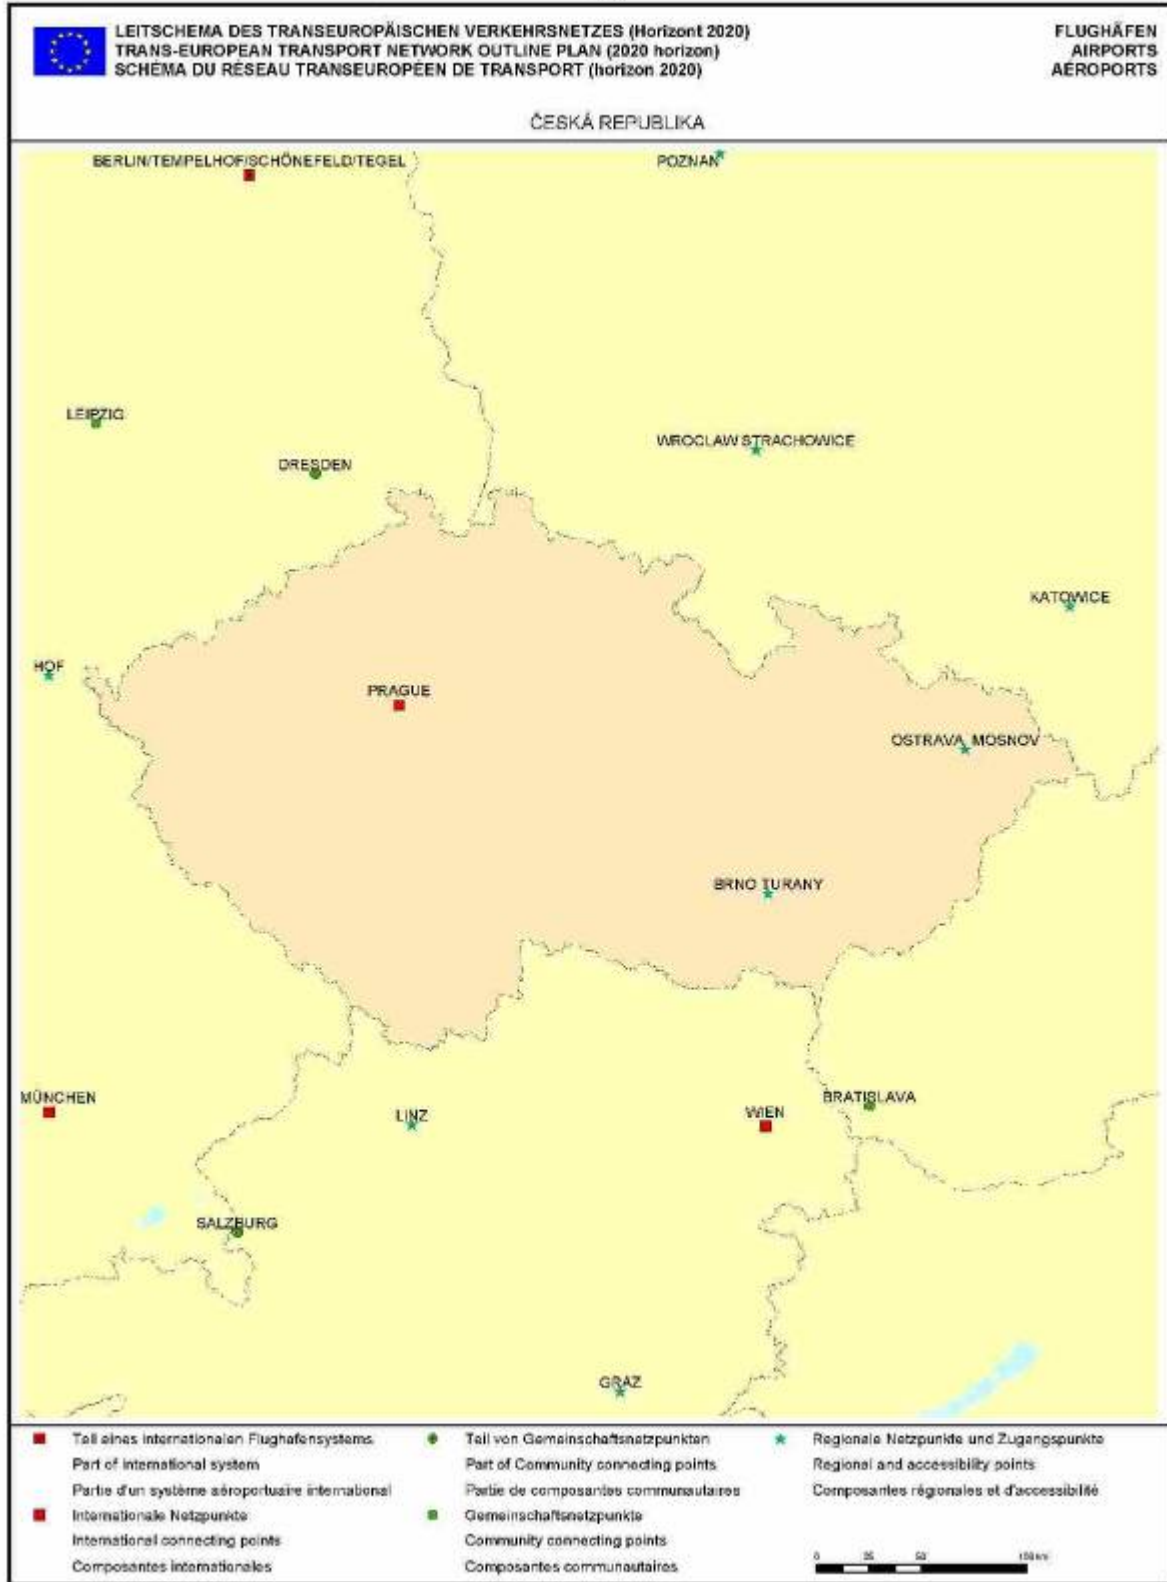 LEITSCHEMA DES TRANSEUROPÄISCHEN VERKEHRSNETZES (Horizont 2020)
TRANS-EUROPEAN TRANSPORT NETWORK OUTLINE PLAN (2020 horizon)
SCHÉMA DU RÉSEAU TRANSEUROPÉEN DE TRANSPORT (horizon 2020)
FLUGHÄFEN
AIRPORTS
AÉROPORTS
ČESKÁ REPUBLIKA
BERLIN/TEMPELHOF/SCHÖNEFELD/TEGEL
POZNAN
LEIPZIG
DRESDEN
WROCLAW STRACHOWICE
KATOWICE
HOF
PRAGUE
OSTRAVA MOSNOV
BRNO TURANY
MÜNCHEN
LINZ
WIEN
BRATISLAVA
SALZBURG
GRAZ
Teil eines internationalen Flughafensystems
Part of international system
Partie d'un système aéroportuaire international
Internationale Netzpunkte
International connecting points
Composantes internationales
Teil von Gemeinschaftsnetzpunkten
Part of Community connecting points
Partie de composantes communautaires
Gemeinschaftsnetzpunkte
Community connecting points
Composantes communautaires
Regionale Netzpunkte und Zugangspunkte
Regional and accessibility points
Composantes régionales et d'accessibilité
0 25 50